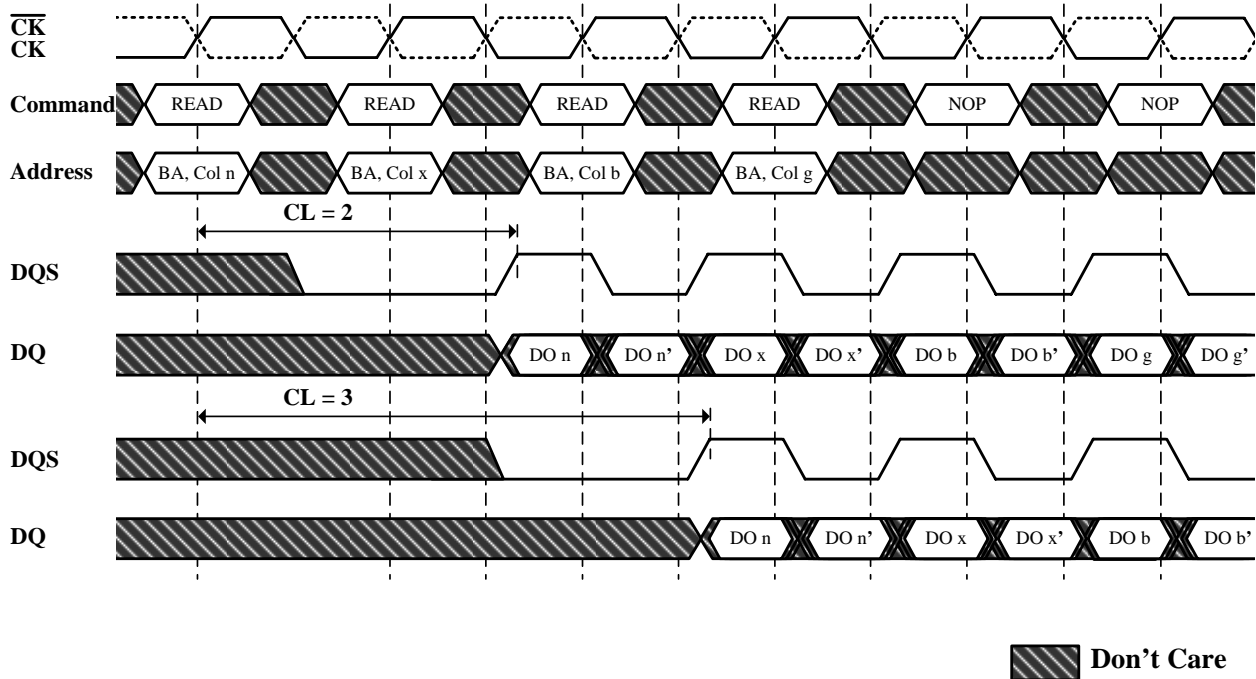 CK
CK
Command READ READ READ READ NOP NOP
Address BA, Col n BA, Col x BA, Col b BA, Col g
CL = 2
DQS
DQ DO n DO n’ DO x DO x’ DO b DO b’ DO g DO g’
CL = 3
DQS
DQ DO n DO n’ DO x DO x’ DO b DO b’
Don't Care